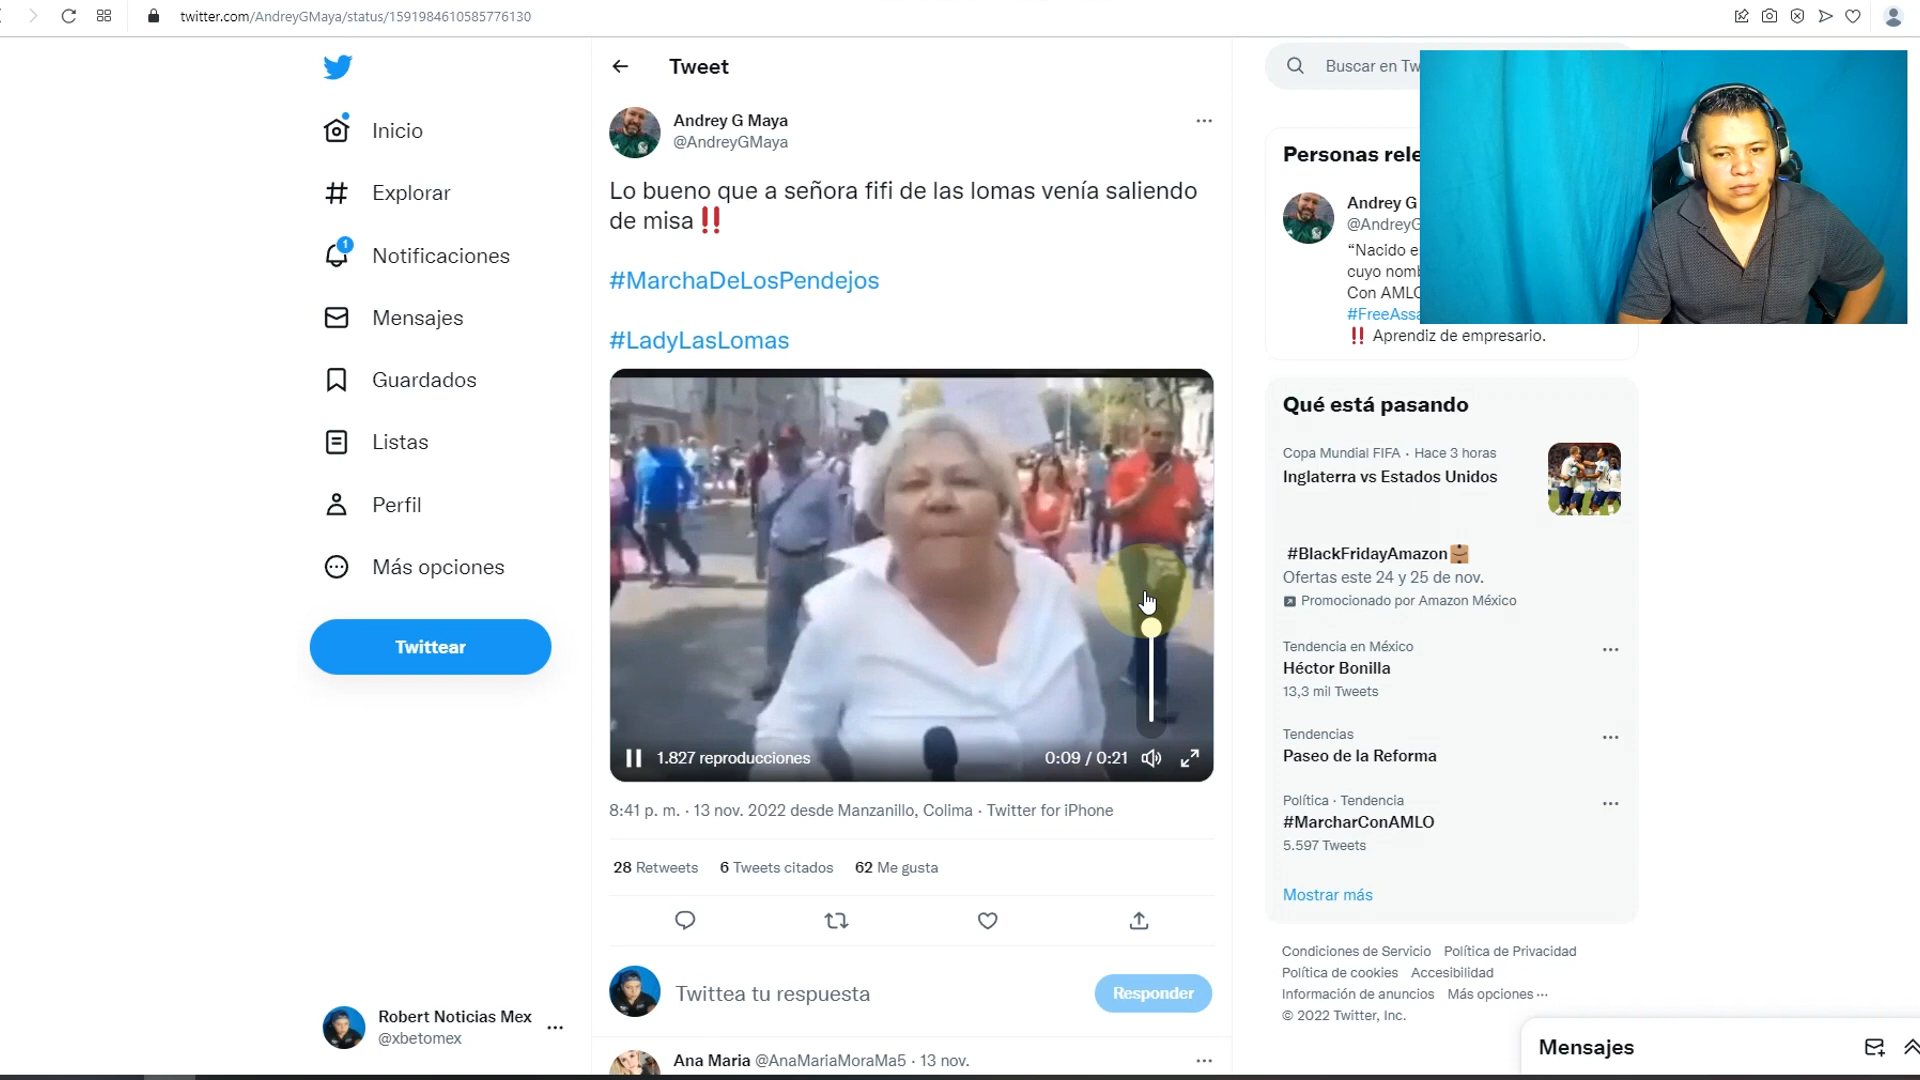 twitter.com/AndreyGMaya/status/1591984610585776130
Inicio
Explorar
1
Notificaciones
Mensajes
Guardados
Listas
Perfil
Más opciones
Twittear
Robert Noticias Mex
@xbetomex
Tweet
Andrey G Maya
@AndreyGMaya
Lo bueno que a señora fifi de las lomas venía saliendo
de misa‼️
#MarchaDeLosPendejos
#LadyLasLomas
1.827 reproducciones
0:09 / 0:21
8:41 p. m. · 13 nov. 2022 desde Manzanillo, Colima · Twitter for iPhone
28 Retweets 6 Tweets citados 62 Me gusta
Twittea tu respuesta
Responder
Ana Maria @AnaMariaMoraMa5 · 13 nov.
Buscar en Tw
Personas rele
Andrey G
@AndreyG
“Nacido e
cuyo nomb
Con AMLO
#FreeAssa
‼️ Aprendiz de empresario.
Qué está pasando
Copa Mundial FIFA · Hace 3 horas
Inglaterra vs Estados Unidos
#BlackFridayAmazon
Ofertas este 24 y 25 de nov.
Promocionado por Amazon México
Tendencia en México
Héctor Bonilla
13,3 mil Tweets
Tendencias
Paseo de la Reforma
Política · Tendencia
#MarcharConAMLO
5.597 Tweets
Mostrar más
Condiciones de Servicio Política de Privacidad
Política de cookies Accesibilidad
Información de anuncios Más opciones ···
© 2022 Twitter, Inc.
Mensajes